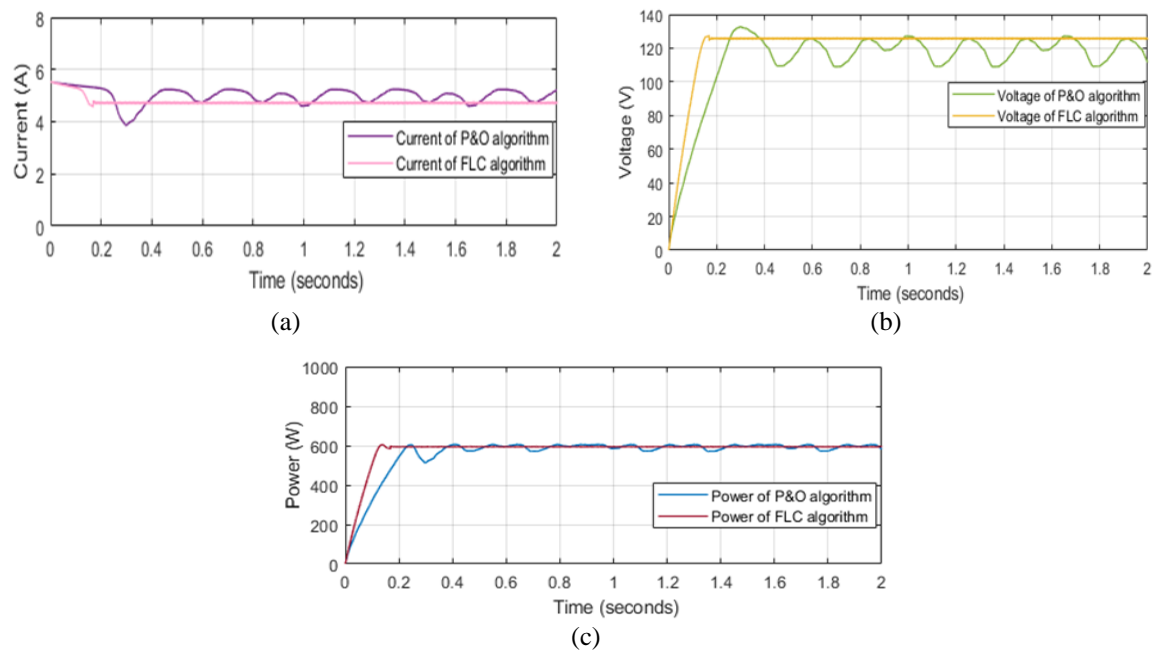 8
6
4
2
0
Current (A)
Current of P&O algorithm
Current of FLC algorithm
0 0.2 0.4 0.6 0.8 1 1.2 1.4 1.6 1.8 2
Time (seconds)
(a)
140
120
100
80
60
40
20
0
Voltage (V)
Voltage of P&O algorithm
Voltage of FLC algorithm
0 0.2 0.4 0.6 0.8 1 1.2 1.4 1.6 1.8 2
Time (seconds)
(b)
1000
800
600
400
200
0
Power (W)
Power of P&O algorithm
Power of FLC algorithm
0 0.2 0.4 0.6 0.8 1 1.2 1.4 1.6 1.8 2
Time (seconds)
(c)